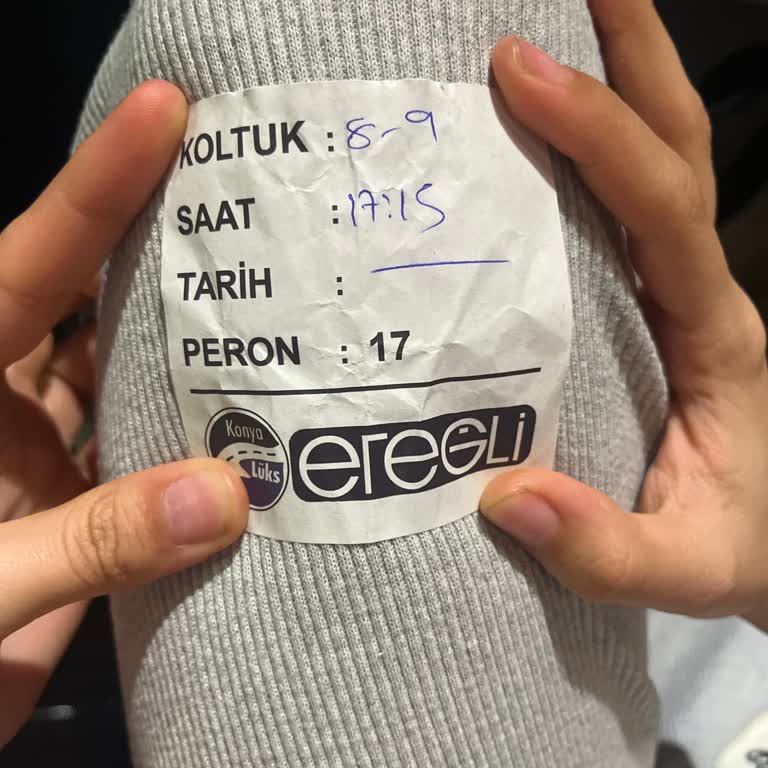 KOLTUK : 8-9
SAAT : 17:15
TARİH :
PERON : 17
Konya
Lüks
EREĞLİ